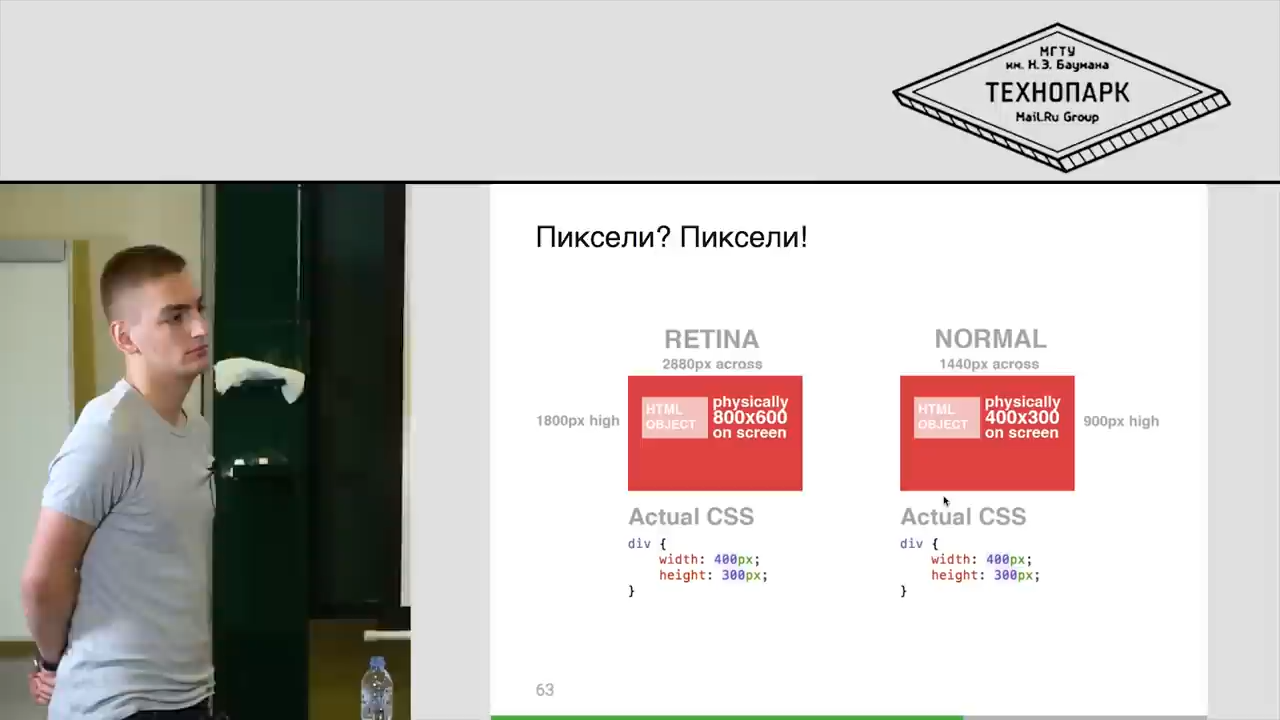 МГТУ
им. Н.Э. Баумана
ТЕХНОПАРК
Mail.Ru Group
Пиксели? Пиксели!
RETINA
2880px across
1800px high
HTML
OBJECT
physically
800x600
on screen
Actual CSS
div {
width: 400px;
height: 300px;
}
NORMAL
1440px across
HTML
OBJECT
physically
400x300
on screen
900px high
Actual CSS
div {
width: 400px;
height: 300px;
}
63